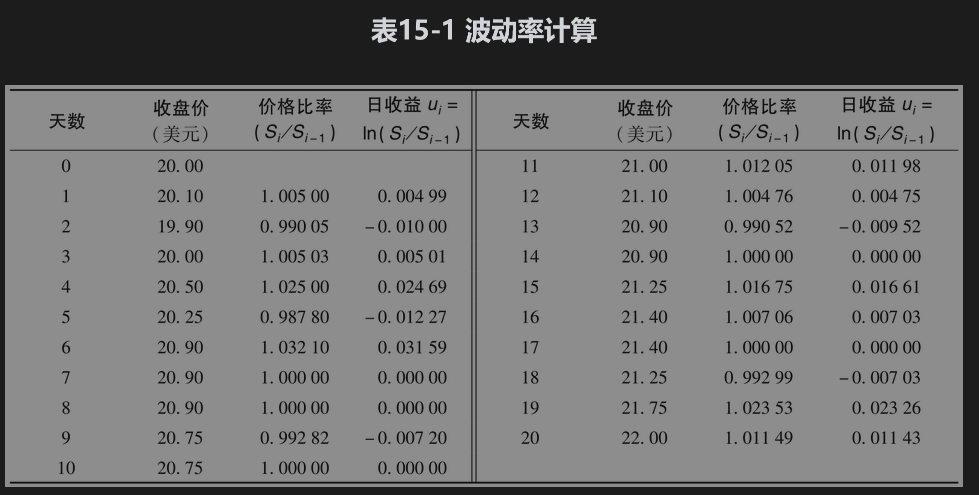 表15-1 波动率计算
天数 收盘价（美元） 价格比率（Si/Si−1） 日收益 ui = ln(Si/Si−1) 天数 收盘价（美元） 价格比率（Si/Si−1） 日收益 ui = ln(Si/Si−1)
0 20.00 11 21.00 1.012 05 0.011 98
1 20.10 1.005 00 0.004 99 12 21.10 1.004 76 0.004 75
2 19.90 0.990 05 −0.010 00 13 20.90 0.990 52 −0.009 52
3 20.00 1.005 03 0.005 01 14 20.90 1.000 00 0.000 00
4 20.50 1.025 00 0.024 69 15 21.25 1.016 75 0.016 61
5 20.25 0.987 80 −0.012 27 16 21.40 1.007 06 0.007 03
6 20.90 1.032 10 0.031 59 17 21.40 1.000 00 0.000 00
7 20.90 1.000 00 0.000 00 18 21.25 0.992 99 −0.007 03
8 20.90 1.000 00 0.000 00 19 21.75 1.023 53 0.023 26
9 20.75 0.992 82 −0.007 20 20 22.00 1.011 49 0.011 43
10 20.75 1.000 00 0.000 00